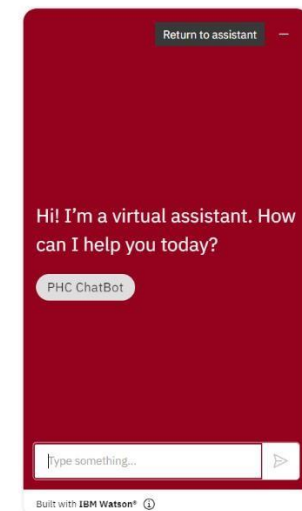 Return to assistant
Hi! I'm a virtual assistant. How
can I help you today?
PHC ChatBot
Type something...
Built with IBM Watson®